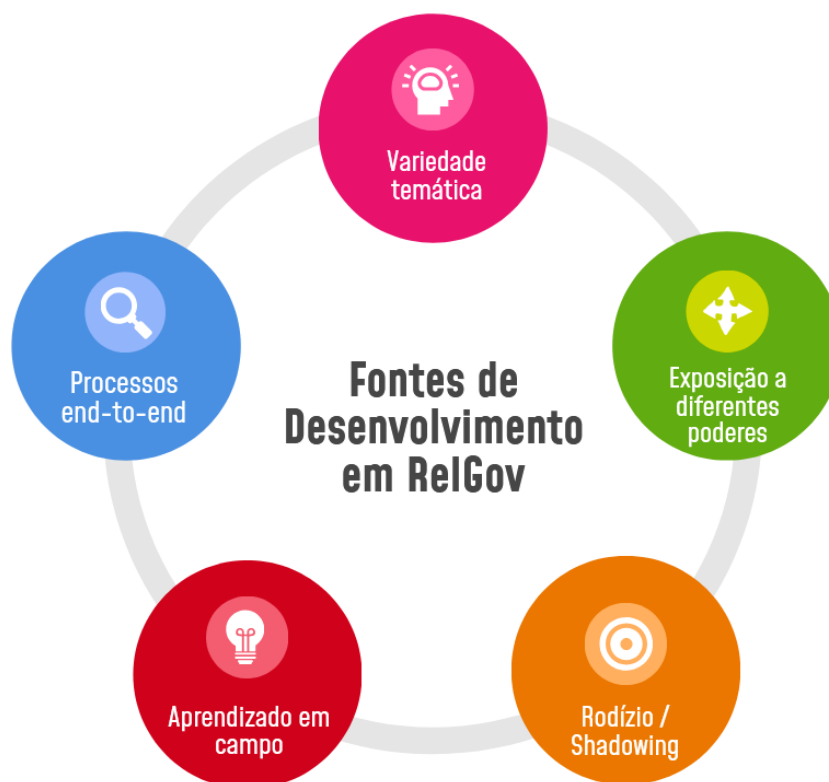 Variedade
temática
Exposição a
diferentes
poderes
Rodízio /
Shadowing
Aprendizado em
campo
Processos
end-to-end
Fontes de
Desenvolvimento
em RelGov